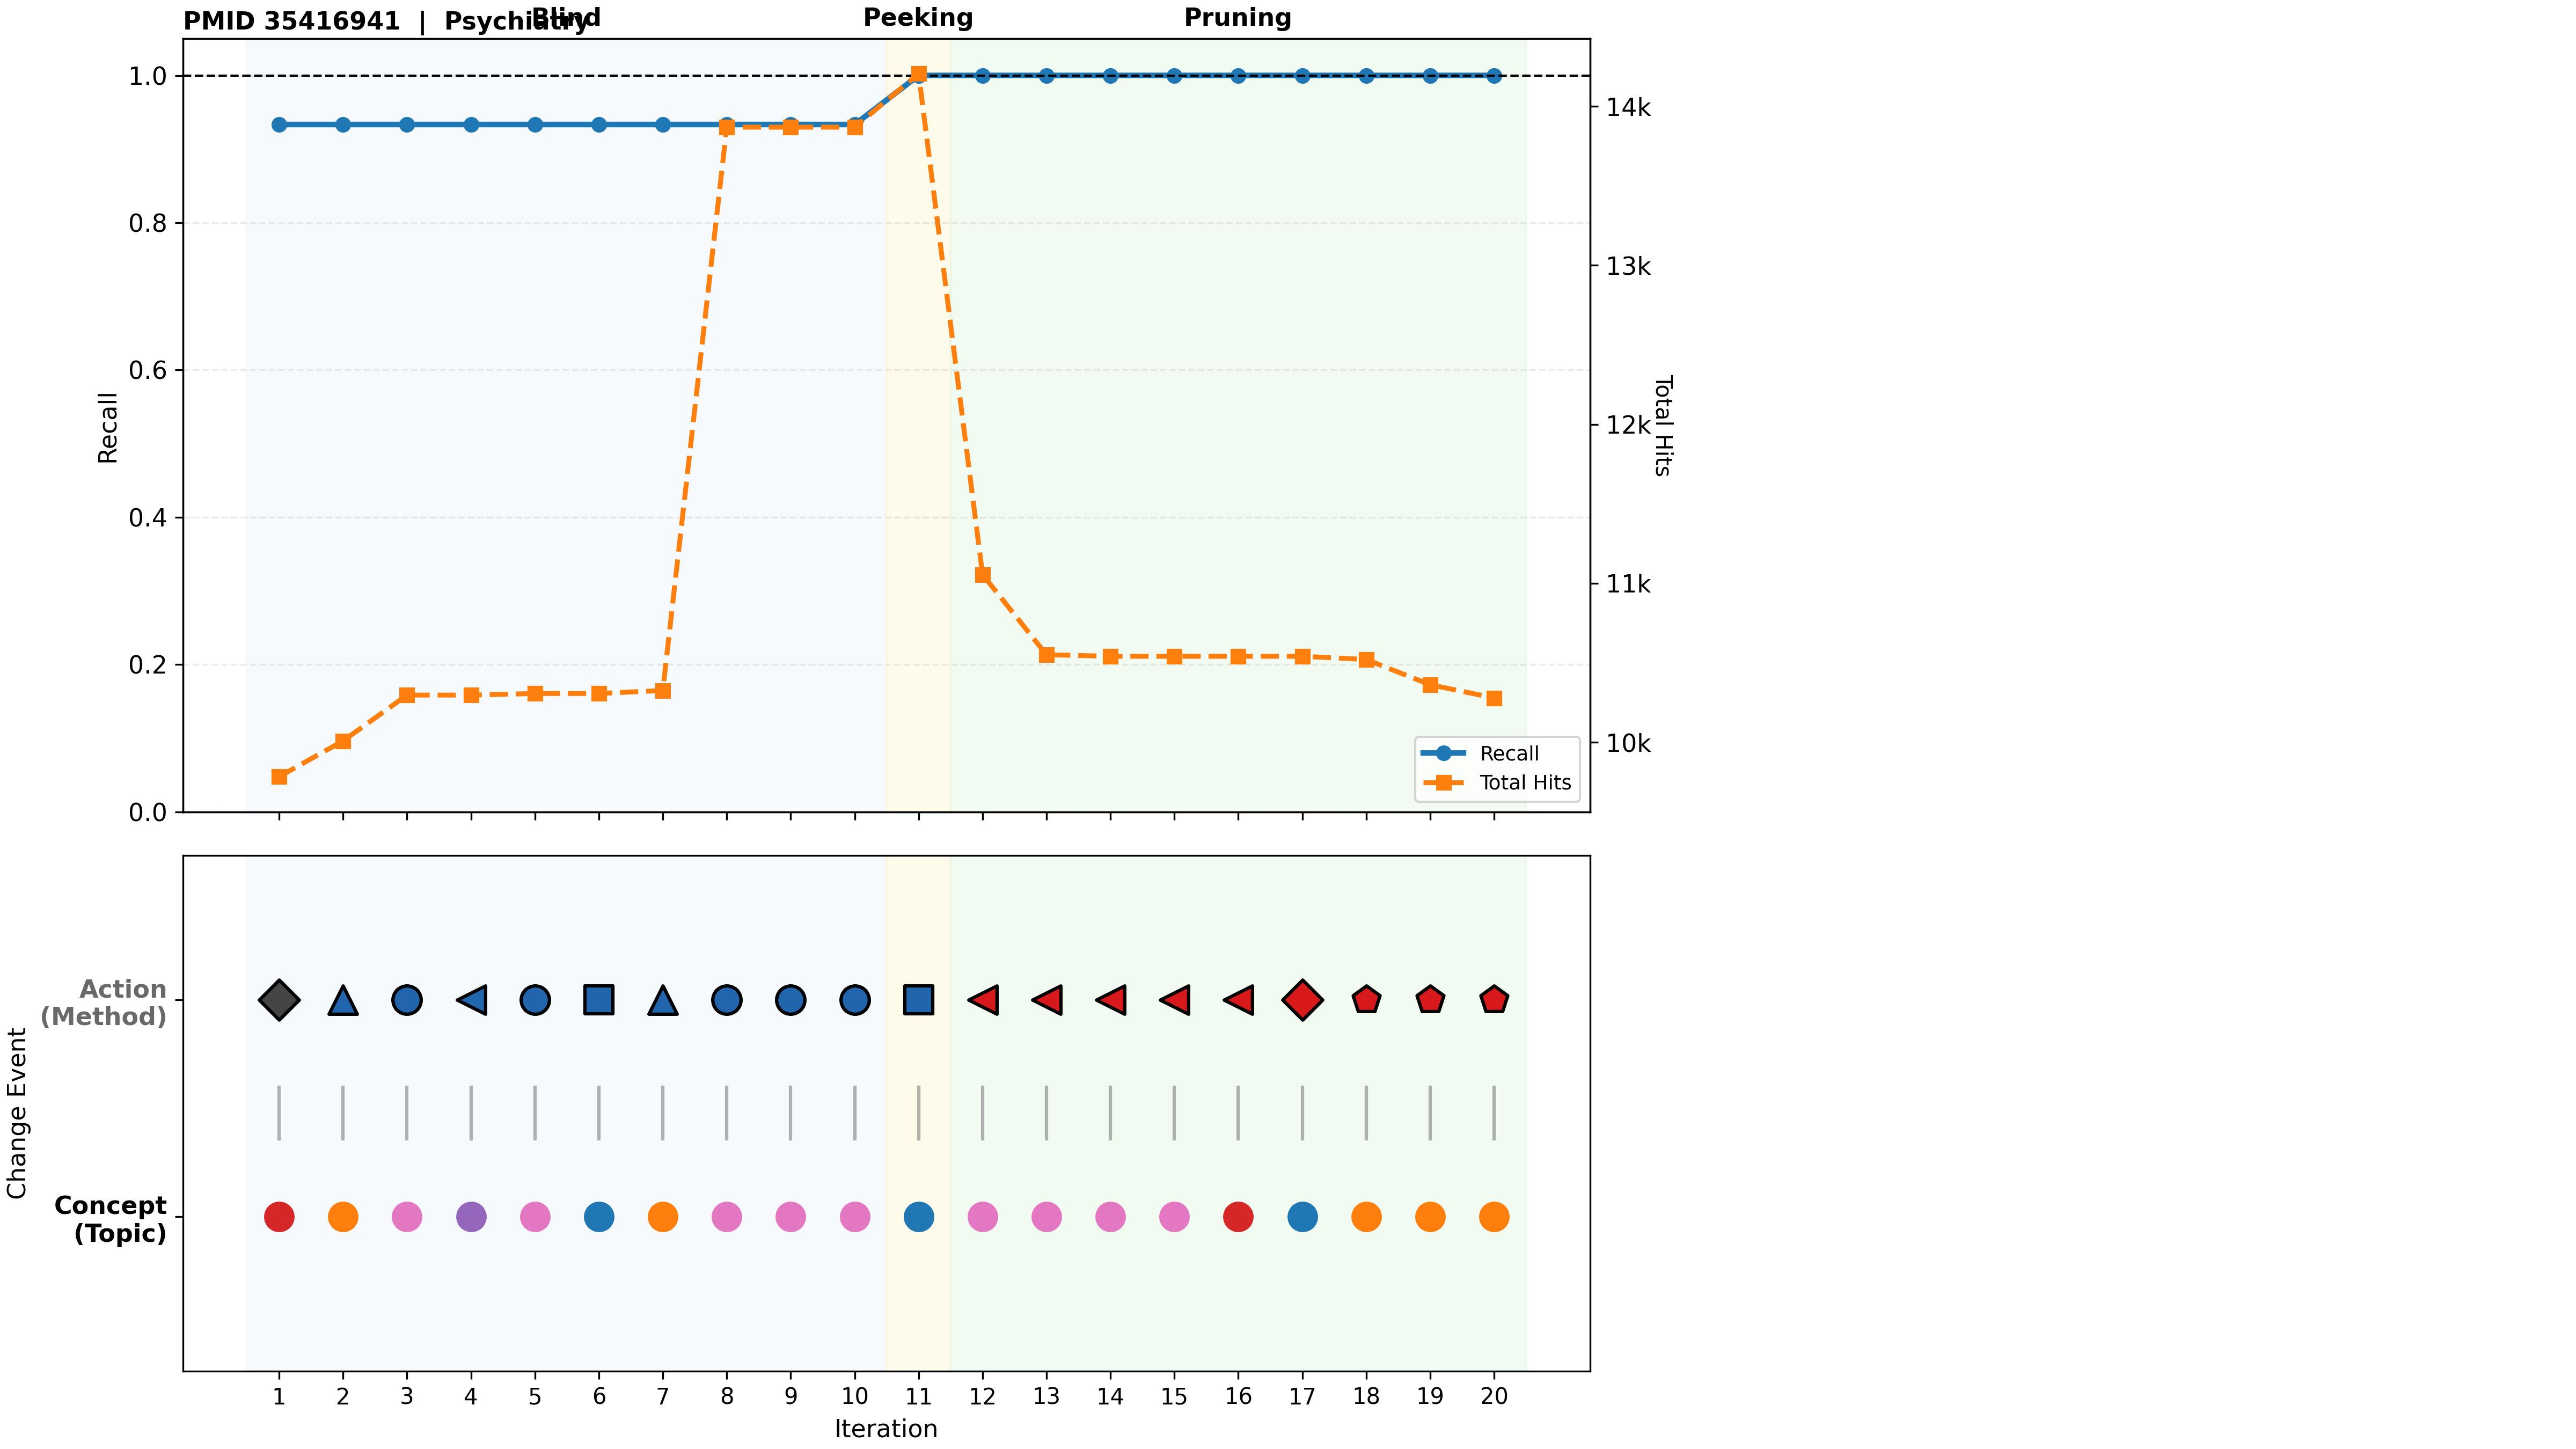 PMID 35416941 | Psychiatry
Blind
Peeking
Pruning
1.0
0.8
0.6
0.4
0.2
0.0
Recall
14k
13k
12k
11k
10k
Total Hits
Recall
Total Hits
Action
(Method)
Concept
(Topic)
Change Event
1 2 3 4 5 6 7 8 9 10 11 12 13 14 15 16 17 18 19 20
Iteration